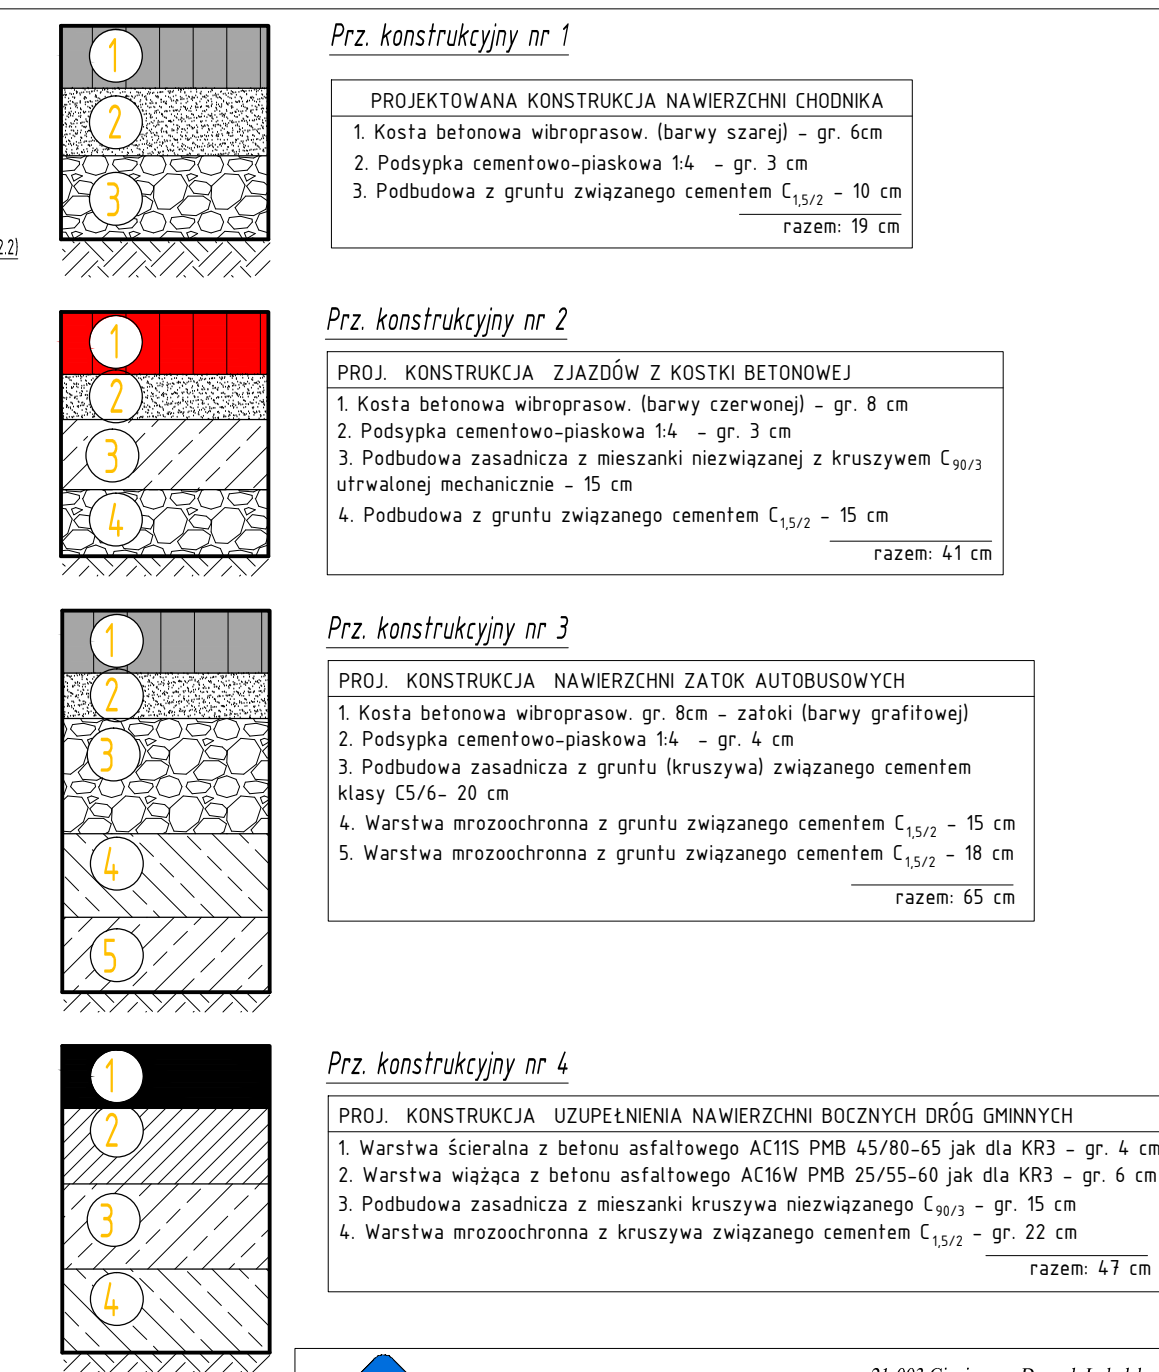 Prz. konstrukcyjny nr 1
1
2
3
2.2)
PROJEKTOWANA KONSTRUKCJA NAWIERZCHNI CHODNIKA
1. Kosta betonowa wibroprasow. (barwy szarej) - gr. 6cm
2. Podsypka cementowo-piaskowa 1:4 - gr. 3 cm
3. Podbudowa z gruntu związanego cementem C1,5/2 - 10 cm
razem: 19 cm
Prz. konstrukcyjny nr 2
1
2
3
4
PROJ. KONSTRUKCJA ZJAZDÓW Z KOSTKI BETONOWEJ
1. Kosta betonowa wibroprasow. (barwy czerwonej) - gr. 8 cm
2. Podsypka cementowo-piaskowa 1:4 - gr. 3 cm
3. Podbudowa zasadnicza z mieszanki niezwiązanej z kruszywem C90/3
utrwalonej mechanicznie - 15 cm
4. Podbudowa z gruntu związanego cementem C1,5/2 - 15 cm
razem: 41 cm
Prz. konstrukcyjny nr 3
1
2
3
4
5
PROJ. KONSTRUKCJA NAWIERZCHNI ZATOK AUTOBUSOWYCH
1. Kosta betonowa wibroprasow. gr. 8cm - zatoki (barwy grafitowej)
2. Podsypka cementowo-piaskowa 1:4 - gr. 4 cm
3. Podbudowa zasadnicza z gruntu (kruszywa) związanego cementem
klasy C5/6- 20 cm
4. Warstwa mrozoochronna z gruntu związanego cementem C1,5/2 - 15 cm
5. Warstwa mrozoochronna z gruntu związanego cementem C1,5/2 - 18 cm
razem: 65 cm
Prz. konstrukcyjny nr 4
1
2
3
4
PROJ. KONSTRUKCJA UZUPEŁNIENIA NAWIERZCHNI BOCZNYCH DRÓG GMINNYCH
1. Warstwa ścieralna z betonu asfaltowego AC11S PMB 45/80-65 jak dla KR3 - gr. 4 cm
2. Warstwa wiążąca z betonu asfaltowego AC16W PMB 25/55-60 jak dla KR3 - gr. 6 cm
3. Podbudowa zasadnicza z mieszanki kruszywa niezwiązanego C90/3 - gr. 15 cm
4. Warstwa mrozoochronna z kruszywa związanego cementem C1,5/2 - gr. 22 cm
razem: 47 cm